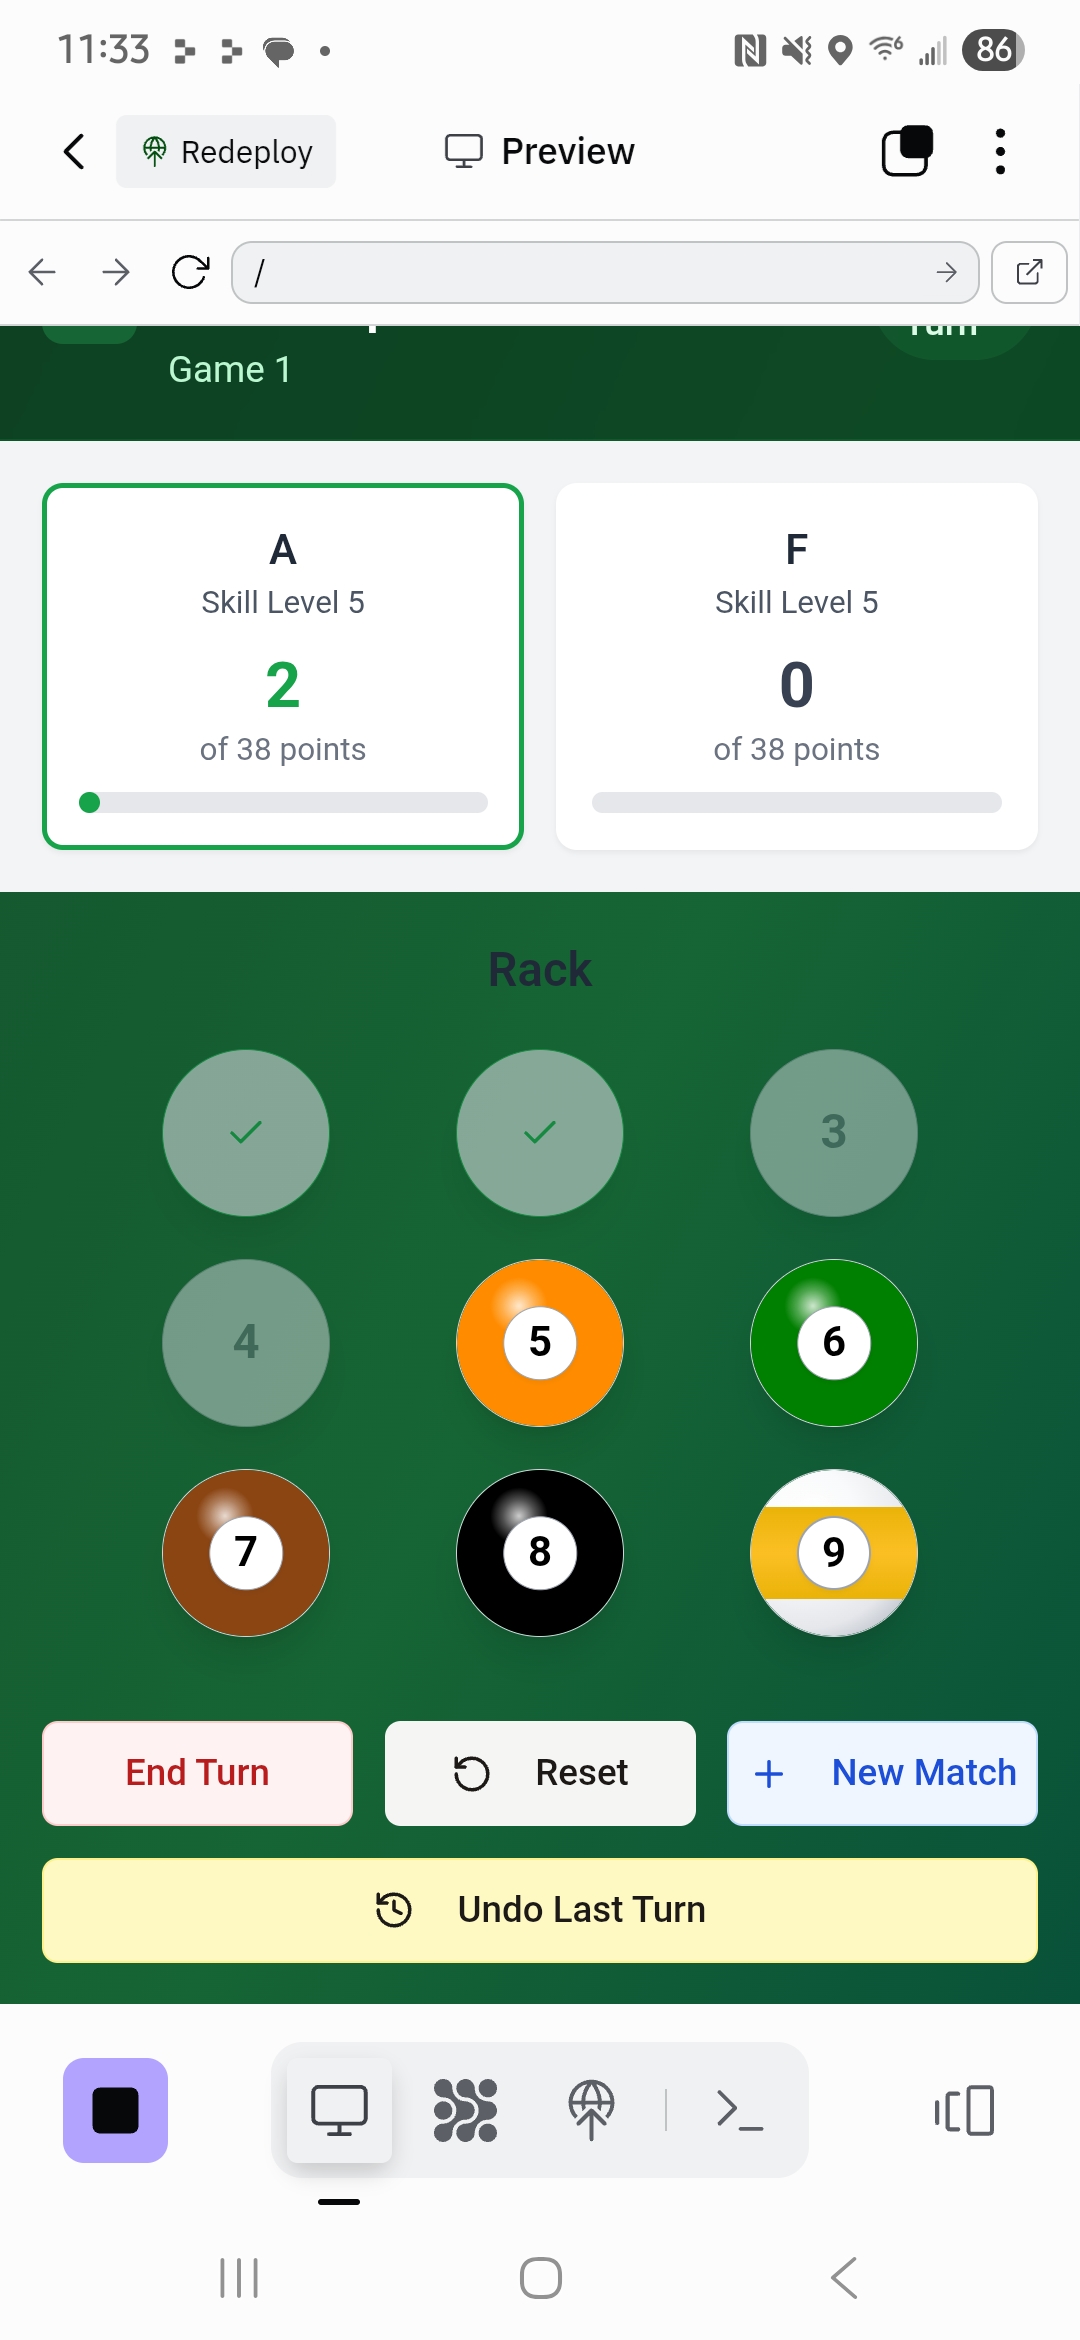 11:33
86
Redeploy
Preview
/
Turn
Game 1
A
Skill Level 5
2
of 38 points
F
Skill Level 5
0
of 38 points
Rack
3
4
5
6
7
8
9
End Turn
Reset
New Match
Undo Last Turn